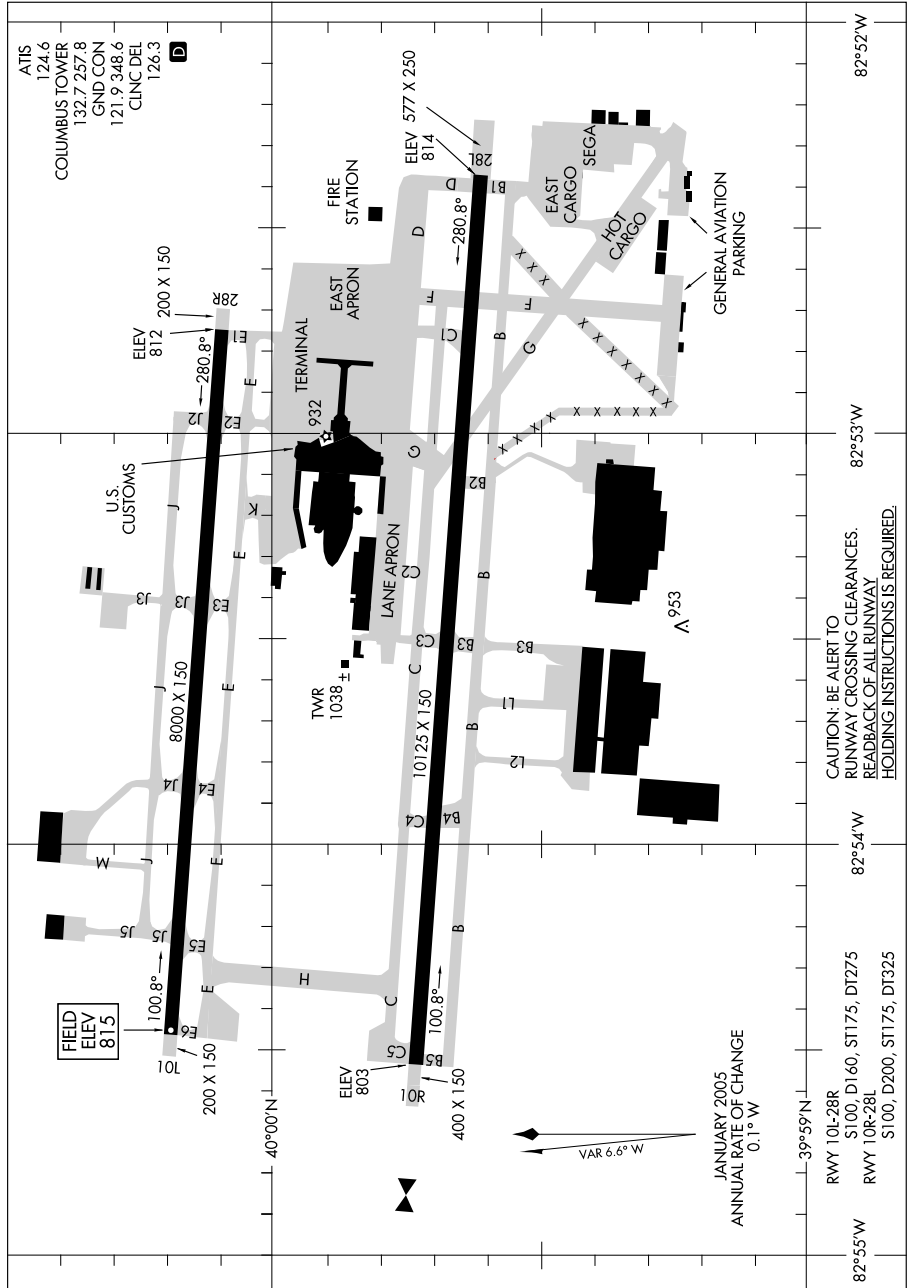 ATIS
124.6
COLUMBUS TOWER
132.7 257.8
GND CON
121.9 348.6
CLNC DEL
126.3
D
FIELD
ELEV
815
10L
200 X 150
100.8°
8000 X 150
280.8°
ELEV
812
200 X 150
28R
J5
J5
M
J
J4
J
J3
J3
J
J2
E6
E
E5
E
E4
E
E3
E
K
E2
E
E1
U.S.
CUSTOMS
TERMINAL
932
EAST
APRON
FIRE
STATION
H
TWR
1038 ±
LANE APRON
ELEV
803
10R
400 X 150
100.8°
10125 X 150
280.8°
ELEV
814
577 X 250
28L
C5
C
C4
C
C3
C2
G
C1
F
D
D
B5
B
B4
B
B3
B3
B
B2
B
B1
L2
L1
G
F
X X X X X X X X X
X X X X X X X X X X
X X X
HOT
CARGO
EAST
CARGO
SEGA
GENERAL AVIATION
PARKING
953
40°00'N
39°59'N
82°55'W
82°54'W
82°53'W
82°52'W
VAR 6.6° W
JANUARY 2005
ANNUAL RATE OF CHANGE
0.1° W
RWY 10L-28R
S100, D160, ST175, DT275
RWY 10R-28L
S100, D200, ST175, DT325
CAUTION: BE ALERT TO
RUNWAY CROSSING CLEARANCES.
READBACK OF ALL RUNWAY
HOLDING INSTRUCTIONS IS REQUIRED.